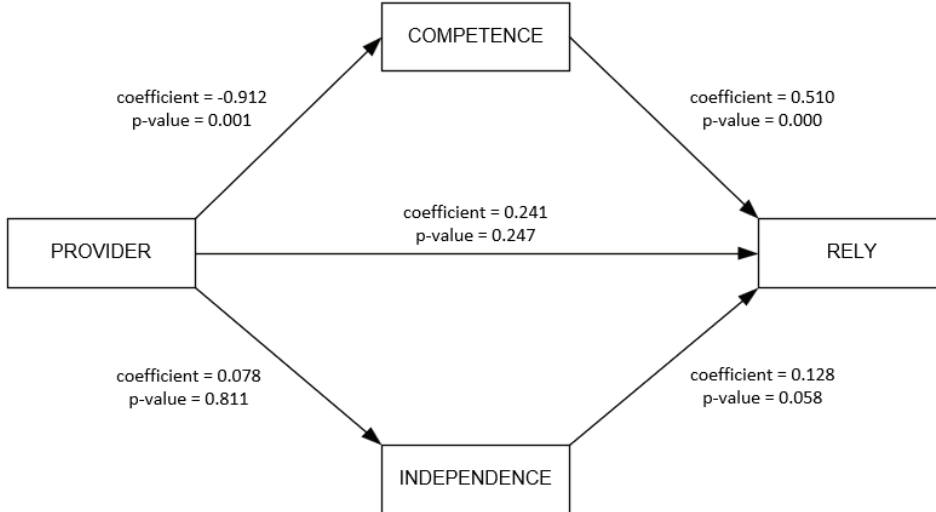 COMPETENCE
coefficient = -0.912
p-value = 0.001
coefficient = 0.510
p-value = 0.000
coefficient = 0.241
p-value = 0.247
PROVIDER
RELY
coefficient = 0.078
p-value = 0.811
coefficient = 0.128
p-value = 0.058
INDEPENDENCE